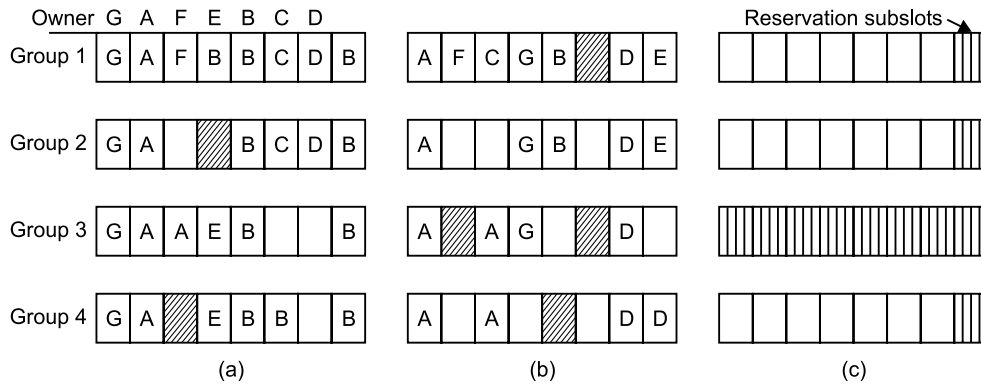 Owner G A F E B C D Reservation subslots
Group 1 G A F B B C D B A F C G B D E
Group 2 G A B C D B A G B D E
Group 3 G A A E B B A A G D
Group 4 G A E B B B A A D D
(a) (b) (c)